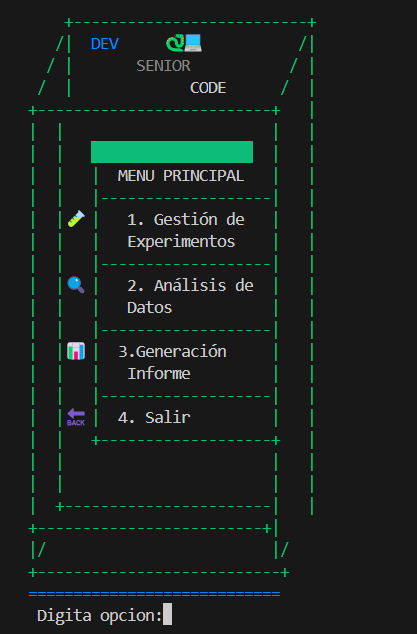 DEV
SENIOR
CODE
MENU PRINCIPAL
1. Gestión de
Experimentos
2. Análisis de
Datos
3.Generación
Informe
BACK
4. Salir
Digita opcion: